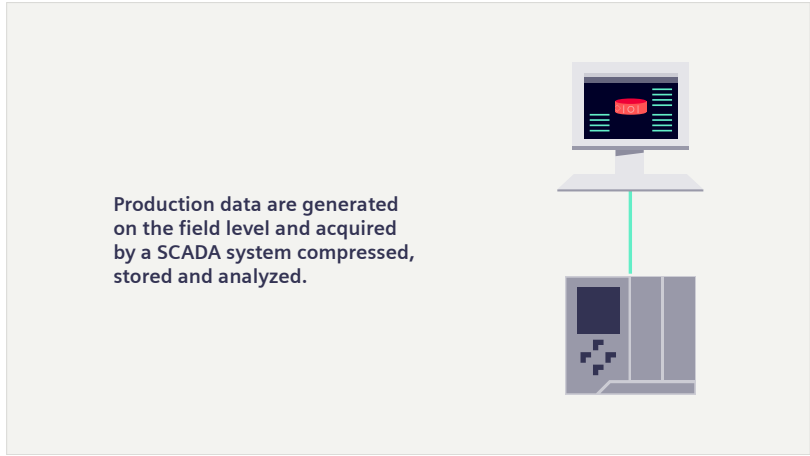 Production data are generated
on the field level and acquired
by a SCADA system compressed,
stored and analyzed.